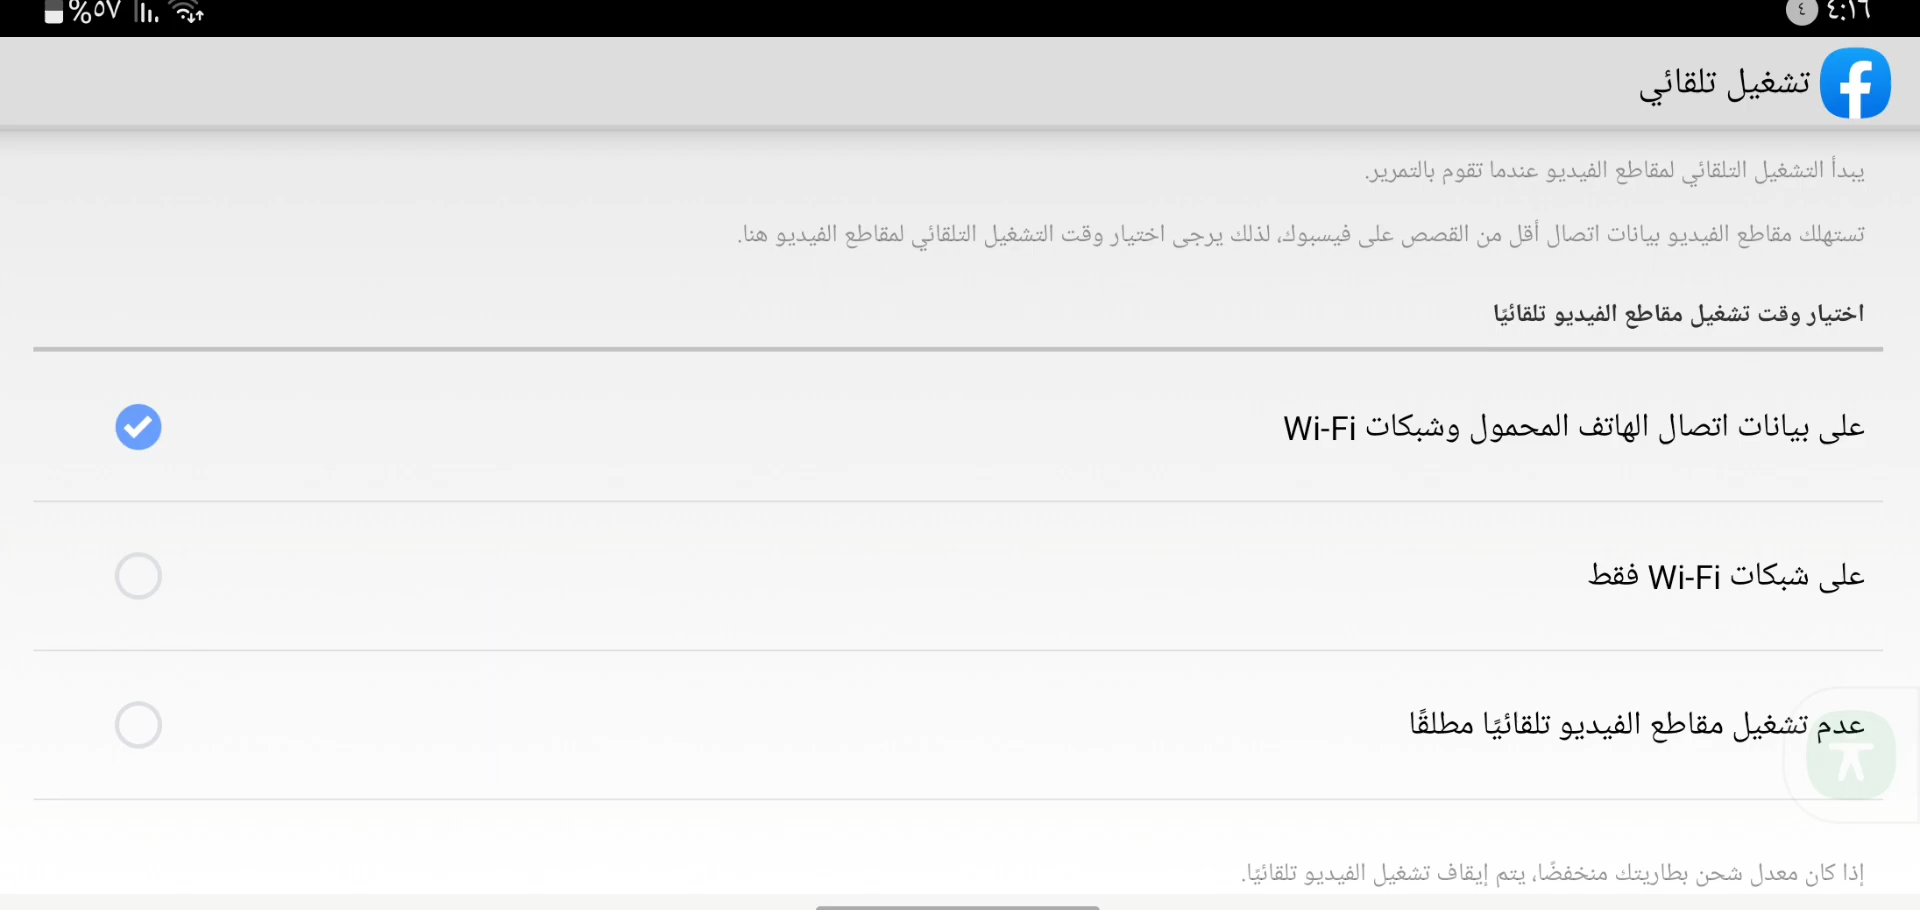 ٤:١٦ ٤ ٥٧%
تشغيل تلقائي
يبدأ التشغيل التلقائي لمقاطع الفيديو عندما تقوم بالتمرير.
تستهلك مقاطع الفيديو بيانات اتصال أقل من القصص على فيسبوك، لذلك يرجى اختيار وقت التشغيل التلقائي لمقاطع الفيديو هنا.
اختيار وقت تشغيل مقاطع الفيديو تلقائيًا
على بيانات اتصال الهاتف المحمول وشبكات Wi-Fi
على شبكات Wi-Fi فقط
عدم تشغيل مقاطع الفيديو تلقائيًا مطلقًا
إذا كان معدل شحن بطاريتك منخفضًا، يتم إيقاف تشغيل الفيديو تلقائيًا.